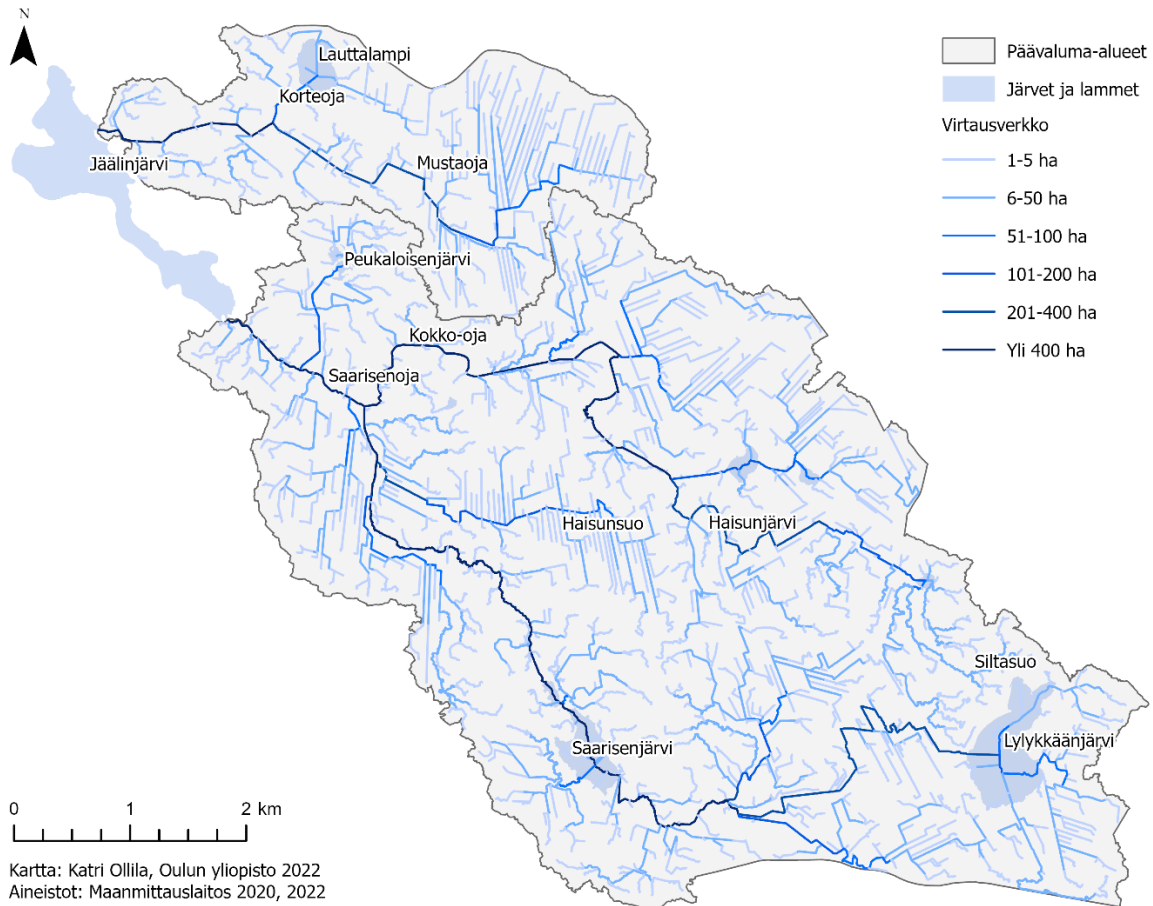 N
Lauttalampi
Korteoja
Jäälinjärvi
Mustaoja
Peukaloisenjärvi
Kokko-oja
Saarisenoja
Haisunsuo
Haisunjärvi
Siltasuo
Saarisenjärvi
Lylykkäänjärvi
Päävaluma-alueet
Järvet ja lammet
Virtausverkko
1-5 ha
6-50 ha
51-100 ha
101-200 ha
201-400 ha
Yli 400 ha
0 1 2 km
Kartta: Katri Ollila, Oulun yliopisto 2022
Aineistot: Maanmittauslaitos 2020, 2022